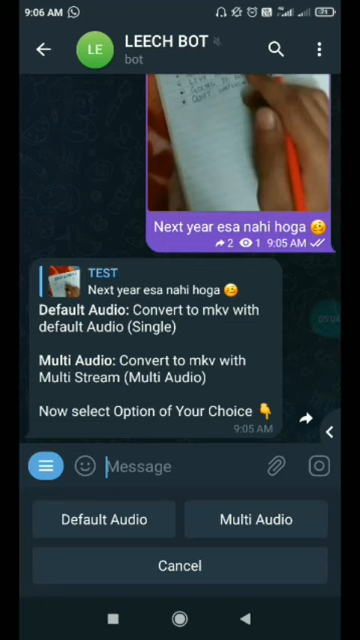 9:06 AM
71
LE
LEECH BOT
bot
Next year esa nahi hoga 🥴
2 1 9:05 AM
TEST
Next year esa nahi hoga 🥴
Default Audio: Convert to mkv with
default Audio (Single)
Multi Audio: Convert to mkv with
Multi Stream (Multi Audio)
Now select Option of Your Choice 👇
9:05 AM
Message
Default Audio
Multi Audio
Cancel